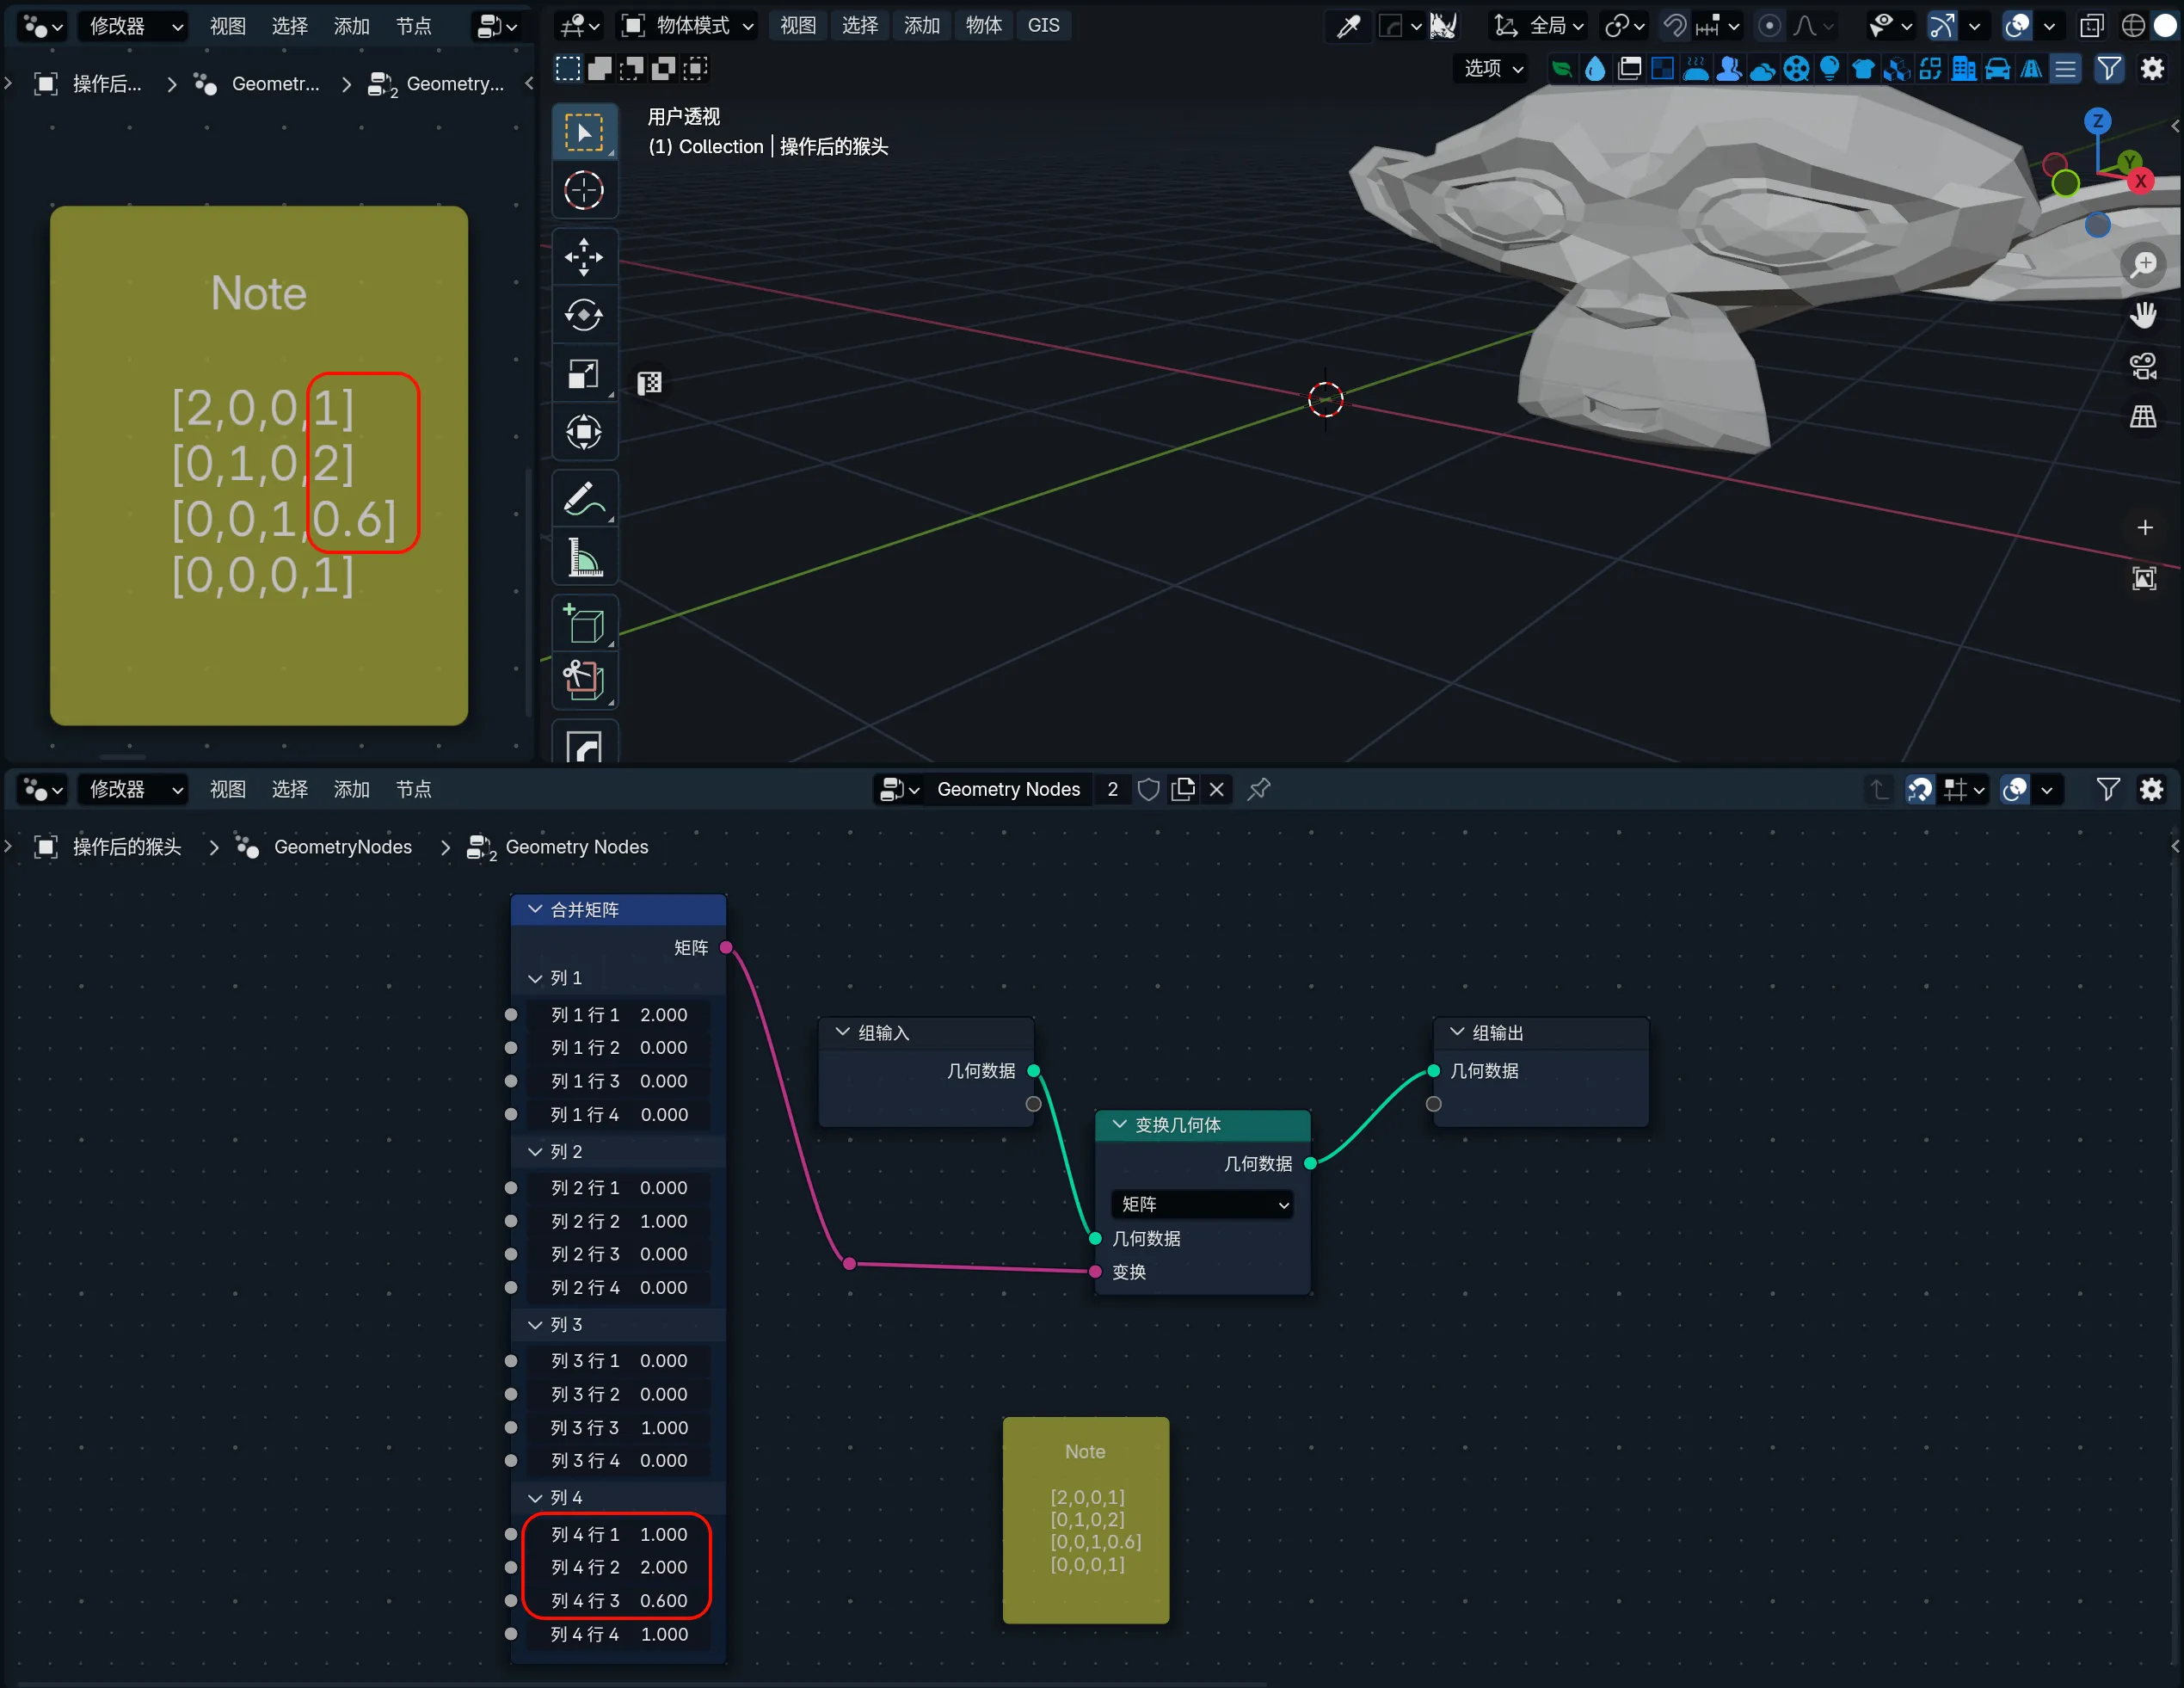 修改器 视图 选择 添加 节点
操作后... Geometr... 2 Geometry...
Note
[2,0,0,1]
[0,1,0,2]
[0,0,1,0.6]
[0,0,0,1]
物体模式 视图 选择 添加 物体 GIS 全局
选项
用户透视
(1) Collection | 操作后的猴头
Z
Y
X
修改器 视图 选择 添加 节点 Geometry Nodes 2
操作后的猴头 GeometryNodes 2 Geometry Nodes
合并矩阵
矩阵
列 1
列 1 行 1 2.000
列 1 行 2 0.000
列 1 行 3 0.000
列 1 行 4 0.000
列 2
列 2 行 1 0.000
列 2 行 2 1.000
列 2 行 3 0.000
列 2 行 4 0.000
列 3
列 3 行 1 0.000
列 3 行 2 0.000
列 3 行 3 1.000
列 3 行 4 0.000
列 4
列 4 行 1 1.000
列 4 行 2 2.000
列 4 行 3 0.600
列 4 行 4 1.000
组输入
几何数据
变换几何体
几何数据
矩阵
几何数据
变换
组输出
几何数据
Note
[2,0,0,1]
[0,1,0,2]
[0,0,1,0.6]
[0,0,0,1]